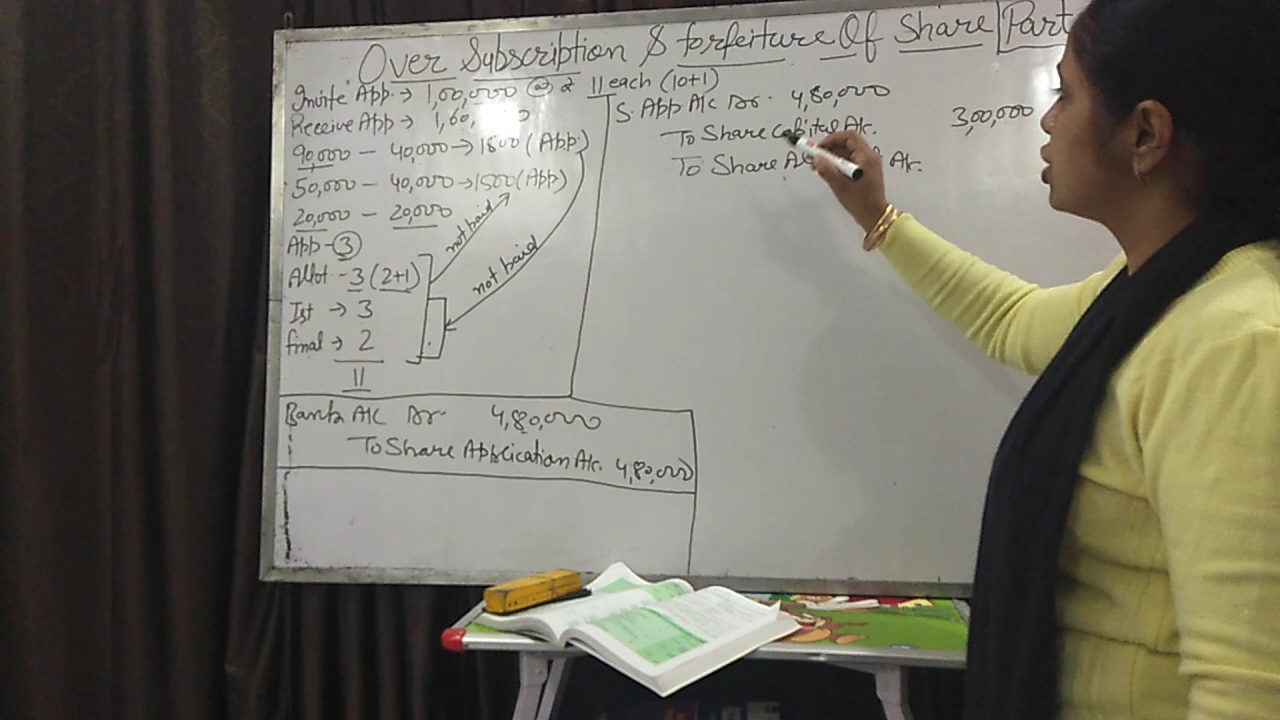 Over Subscription & forfeiture Of Share Part
Invite App. → 1,00,000 @ ₹ 11 each (10+1)
Receive App → 1,60,
90,000 - 40,000 → 1800 (App)
50,000 - 40,000 → 1500 (App)
20,000 - 20,000
App - 3
Allot - 3 (2+1)
Ist → 3
final → 2
11
not paid
not paid
Bank A/c Dr. 4,80,000
To Share Application A/c. 4,80,000
S. App A/c Dr. 4,80,000
To Share Capital A/c. 3,00,000
To Share A/c.